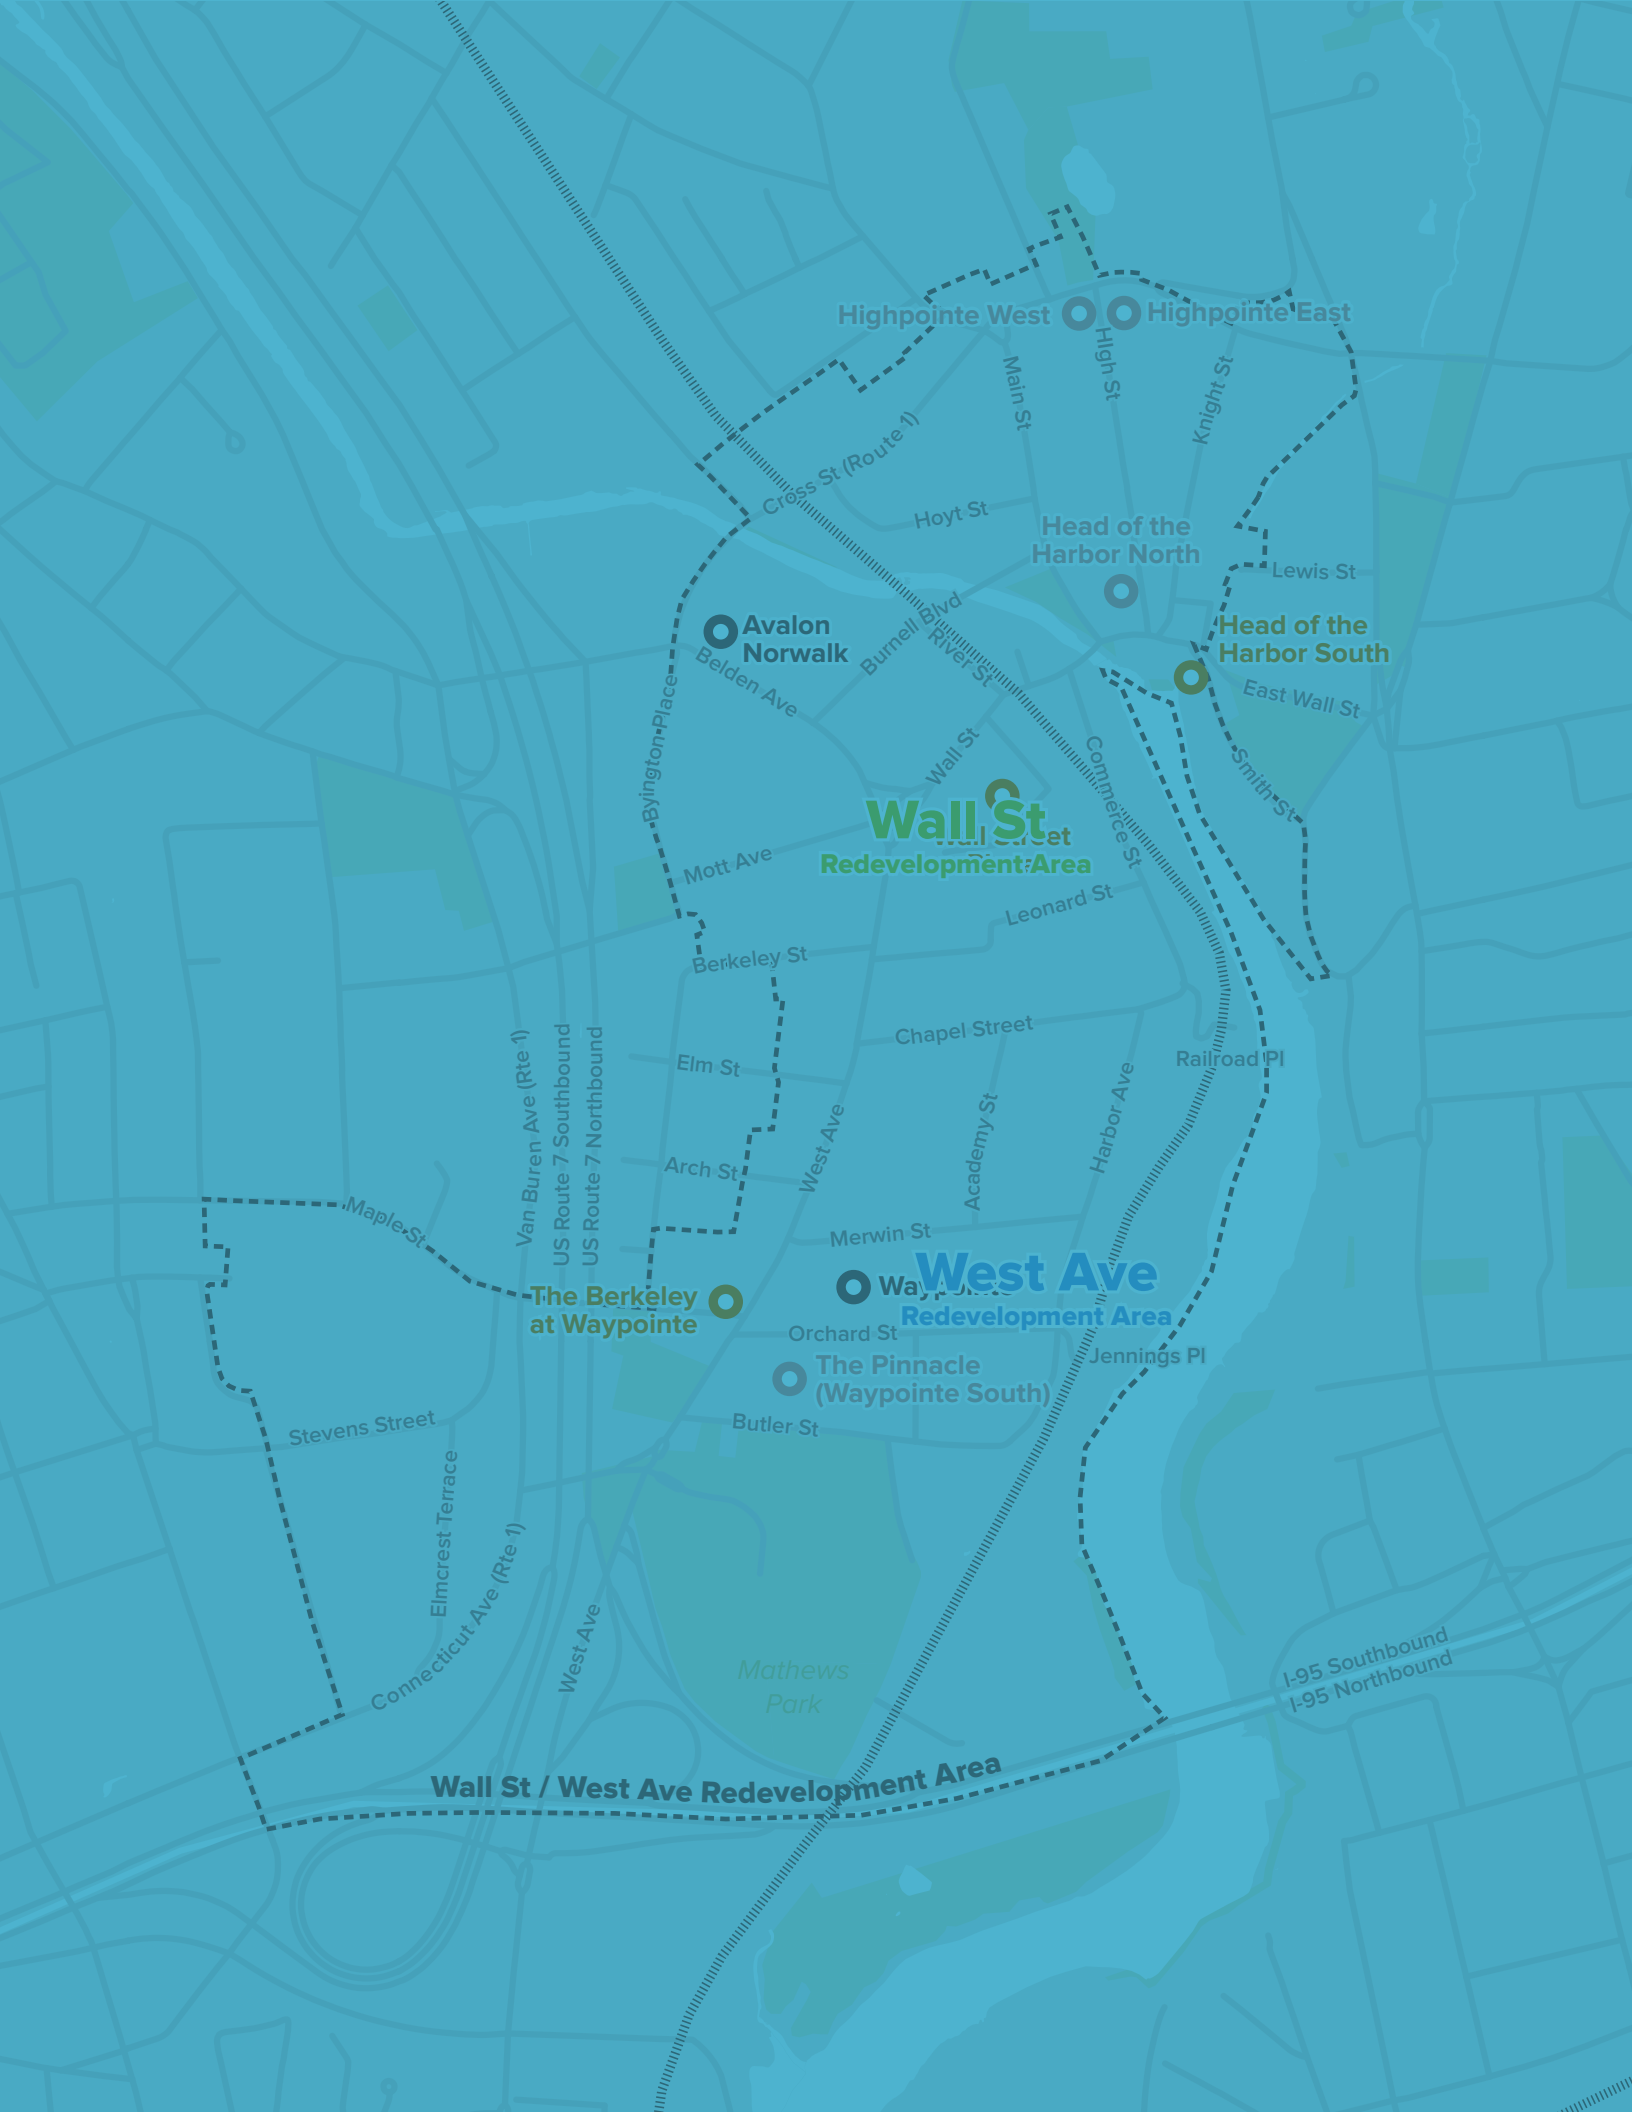 Highpointe West
Highpointe East
Main St
High St
Knight St
Cross St (Route 1)
Hoyt St
Head of the
Harbor North
Lewis St
Avalon
Norwalk
Burnell Blvd
River St
Head of the
Harbor South
Belden Ave
East Wall St
Byington Place
Wall St
Commerce St
Smith St
Wall St
Wall Street
Redevelopment Area
Mott Ave
Leonard St
Berkeley St
Chapel Street
Railroad Pl
Elm St
Van Buren Ave (Rte 1)
US Route 7 Southbound
US Route 7 Northbound
West Ave
Academy St
Harbor Ave
Arch St
Maple St
Merwin St
West Ave
Waypointe
Redevelopment Area
The Berkeley
at Waypointe
Orchard St
Jennings Pl
The Pinnacle
(Waypointe South)
Butler St
Stevens Street
Elmcrest Terrace
Connecticut Ave (Rte 1)
West Ave
Mathews
Park
I-95 Southbound
I-95 Northbound
Wall St / West Ave Redevelopment Area